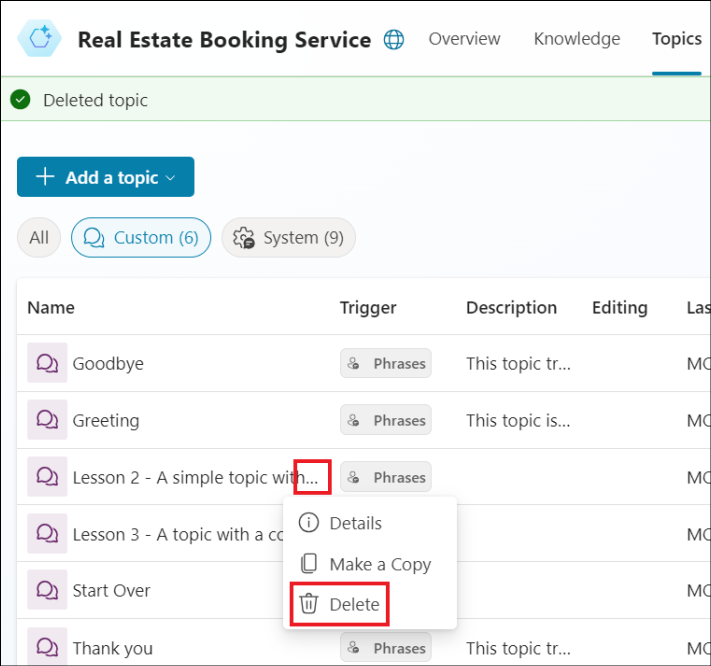 Real Estate Booking Service Overview Knowledge Topics
Deleted topic
Add a topic
All Custom (6) System (9)
Name Trigger Description Editing Las
Goodbye Phrases This topic tr... MC
Greeting Phrases This topic is... MC
Lesson 2 - A simple topic with... Phrases MC
Details
Lesson 3 - A topic with a co MC
Make a Copy
Start Over MC
Delete
Thank you Phrases This topic tr... MC